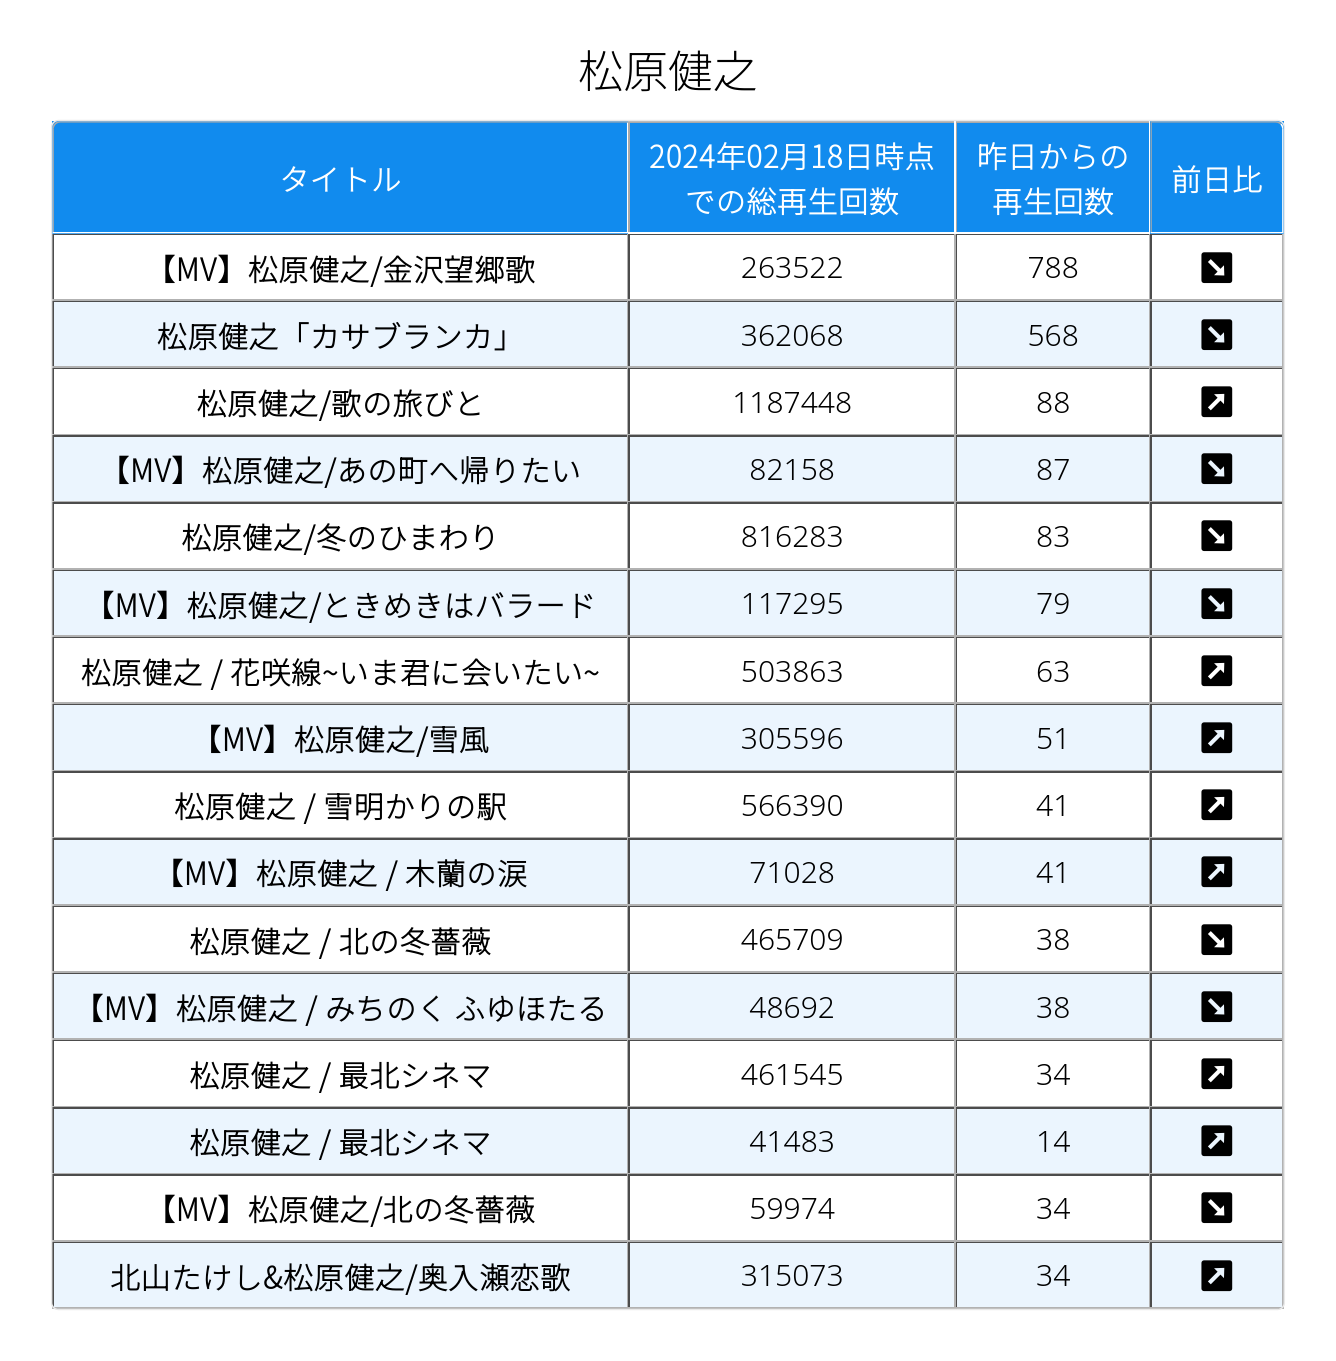 松原健之
タイトル
2024年02月18日時点
での総再生回数
昨日からの
再生回数
前日比
【MV】松原健之/金沢望郷歌 263522 788
松原健之「カサブランカ」 362068 568
松原健之/歌の旅びと 1187448 88
【MV】松原健之/あの町へ帰りたい 82158 87
松原健之/冬のひまわり 816283 83
【MV】松原健之/ときめきはバラード 117295 79
松原健之 / 花咲線~いま君に会いたい~ 503863 63
【MV】松原健之/雪風 305596 51
松原健之 / 雪明かりの駅 566390 41
【MV】松原健之 / 木蘭の涙 71028 41
松原健之 / 北の冬薔薇 465709 38
【MV】松原健之 / みちのく ふゆほたる 48692 38
松原健之 / 最北シネマ 461545 34
松原健之 / 最北シネマ 41483 14
【MV】松原健之/北の冬薔薇 59974 34
北山たけし&松原健之/奥入瀬恋歌 315073 34